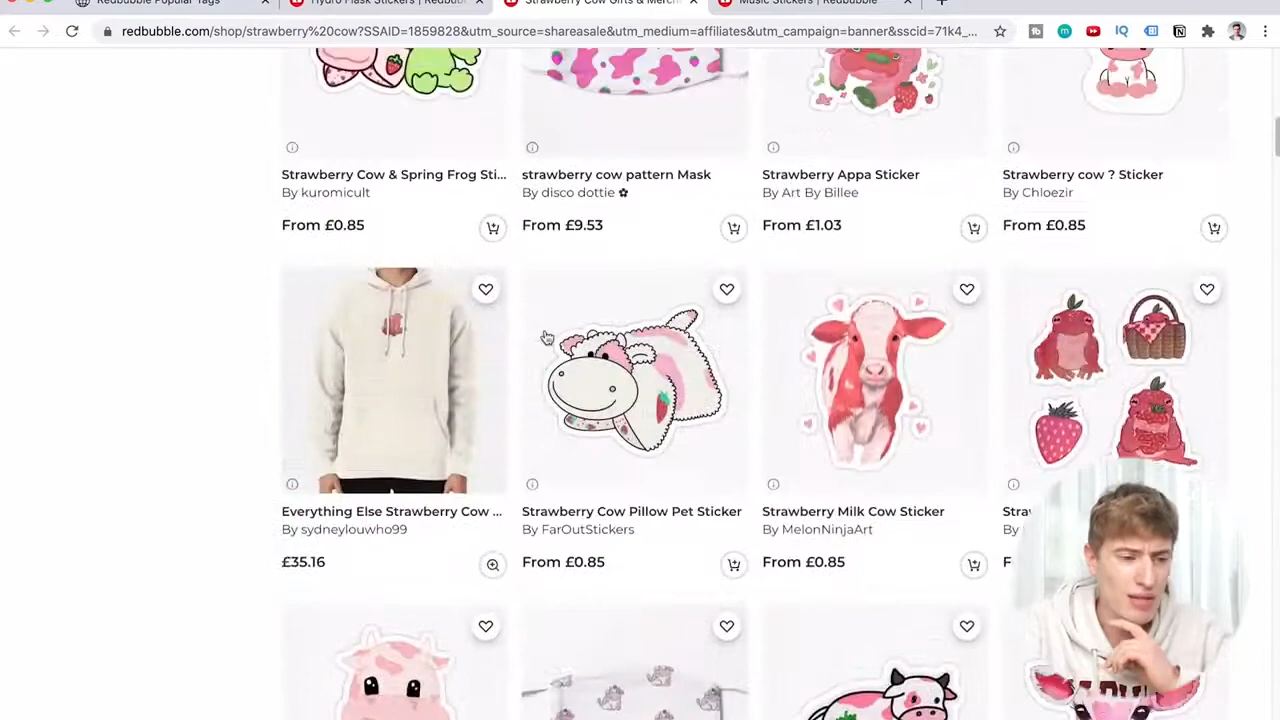 Redbubble Popular Tags
Hydro Flask Stickers | Redbub
Strawberry Cow Gifts & Merch
Music Stickers | Redbubble
redbubble.com/shop/strawberry%20cow?SSAID=1859828&utm_source=shareasale&utm_medium=affiliates&utm_campaign=banner&sscid=71k4_...
Strawberry Cow & Spring Frog Sti...
By kuromicult
From £0.85
strawberry cow pattern Mask
By disco dottie ✿
From £9.53
Strawberry Appa Sticker
By Art By Billee
From £1.03
Strawberry cow ? Sticker
By Chloezir
From £0.85
Everything Else Strawberry Cow ...
By sydneylouwho99
£35.16
Strawberry Cow Pillow Pet Sticker
By FarOutStickers
From £0.85
Strawberry Milk Cow Sticker
By MelonNinjaArt
From £0.85
By